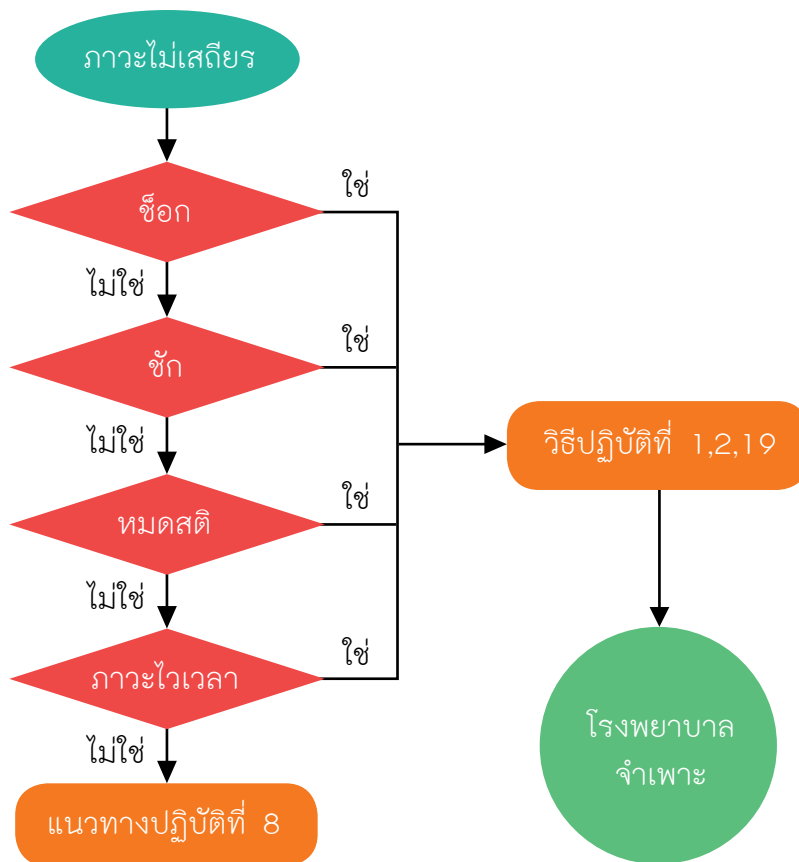 ภาวะไม่เสถียร
ช็อก
ใช่
ไม่ใช่
ชัก
ใช่
ไม่ใช่
วิธีปฏิบัติที่ 1,2,19
หมดสติ
ใช่
ไม่ใช่
ภาวะไวเวลา
ใช่
ไม่ใช่
โรงพยาบาล
จำเพาะ
แนวทางปฏิบัติที่ 8